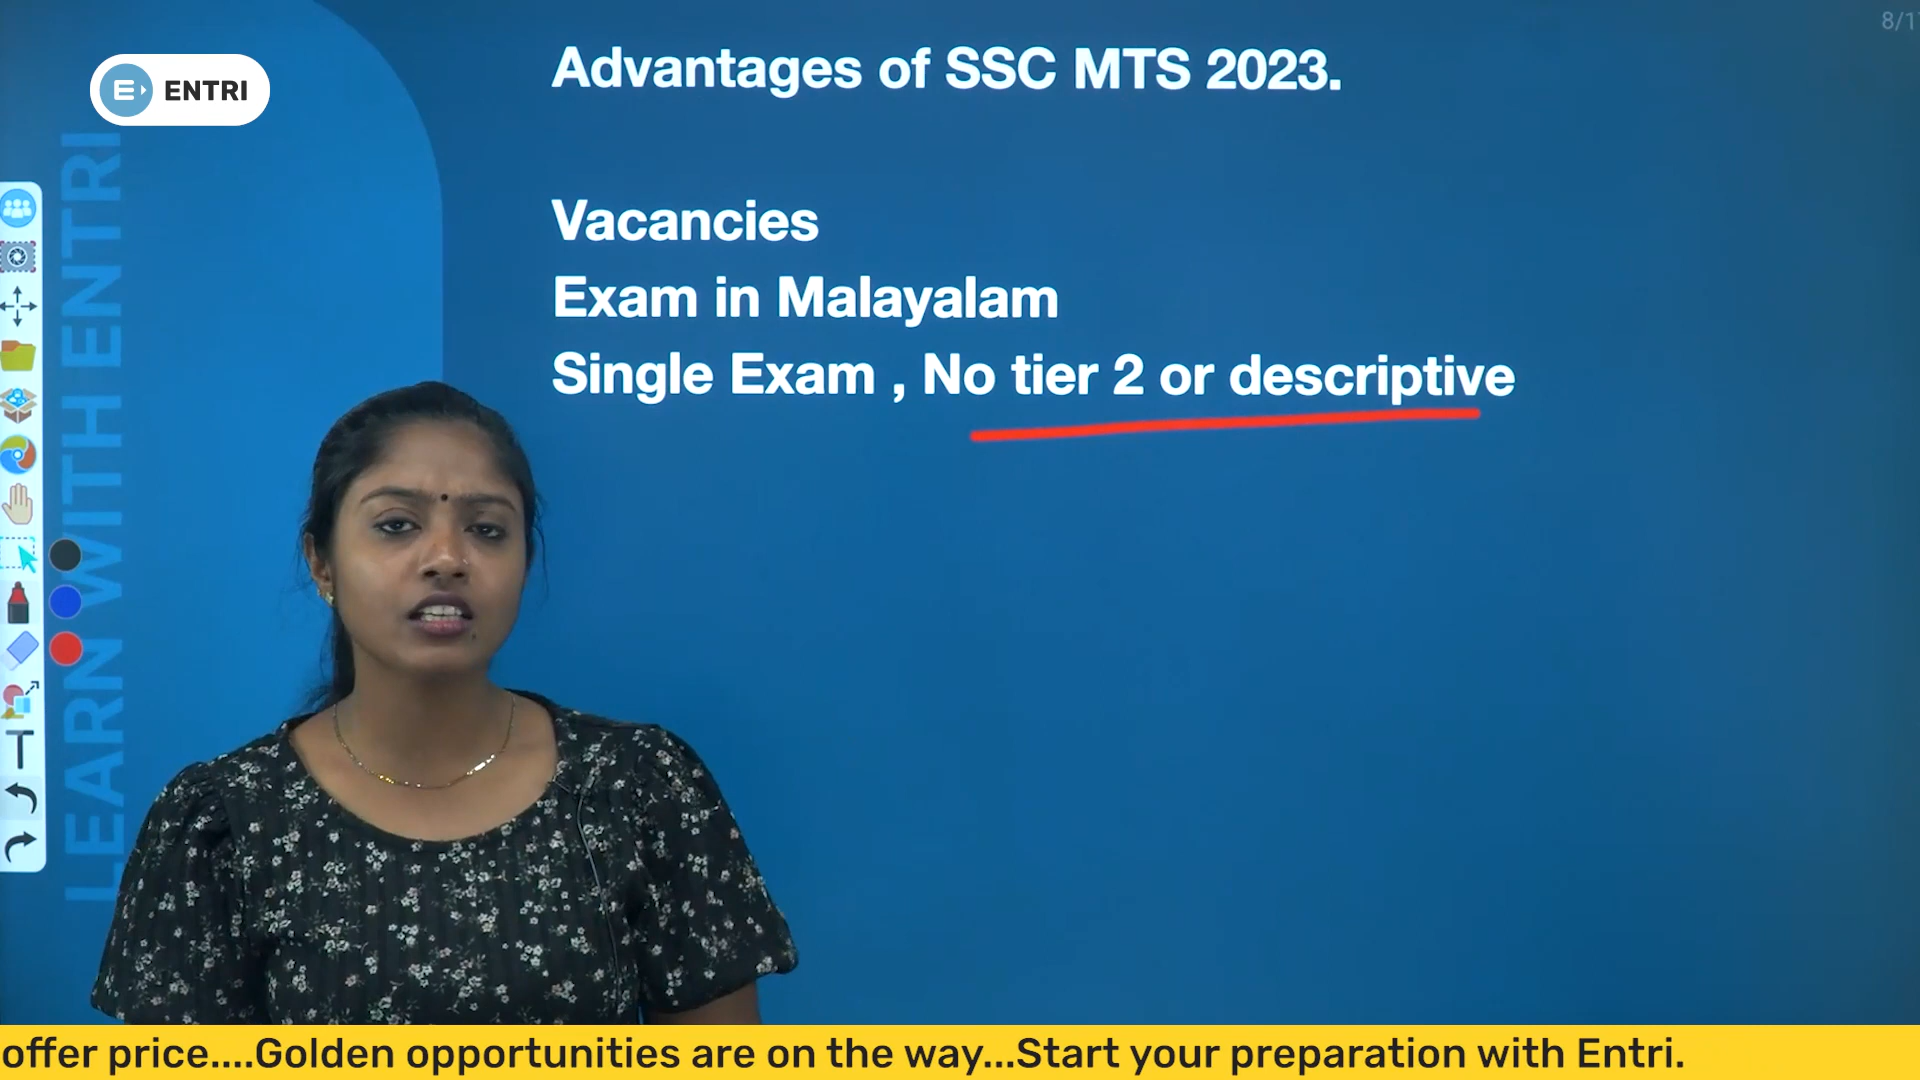 8/1
ENTRI
Advantages of SSC MTS 2023.
Vacancies
Exam in Malayalam
Single Exam , No tier 2 or descriptive
LEARN WITH ENTRI
T
offer price....Golden opportunities are on the way...Start your preparation with Entri.